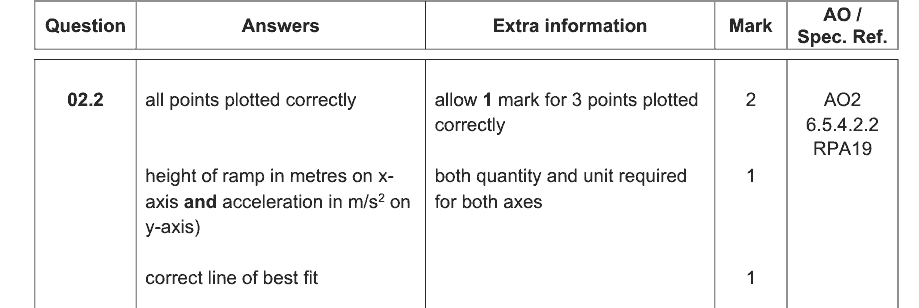 Question Answers Extra information Mark AO /
Spec. Ref.
02.2 all points plotted correctly allow 1 mark for 3 points plotted 2 AO2
correctly 6.5.4.2.2
RPA19
height of ramp in metres on x- both quantity and unit required 1
axis and acceleration in m/s² on for both axes
y-axis)
correct line of best fit 1